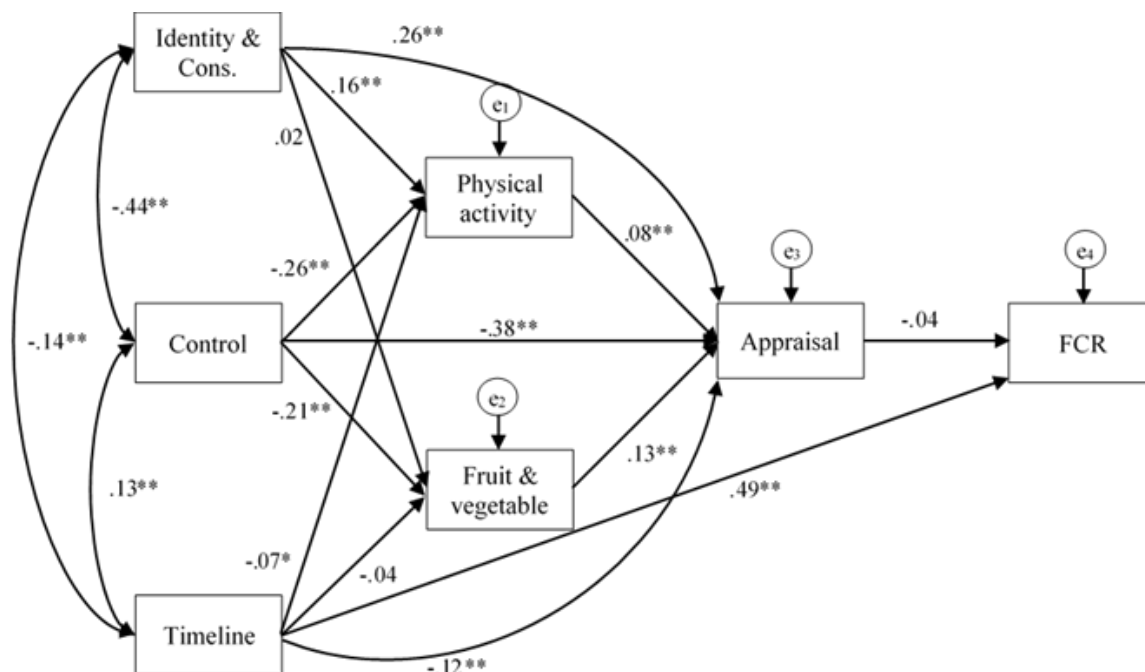 Identity &
Cons.
.26**
.16**
e1
.02
Physical
activity
-.44**
.08**
-.26**
e3
e4
-.14**
Control
-.38**
Appraisal
-.04
FCR
-.21**
e2
.13**
Fruit &
vegetable
.13**
.49**
-.07*
-.04
Timeline
-.12**